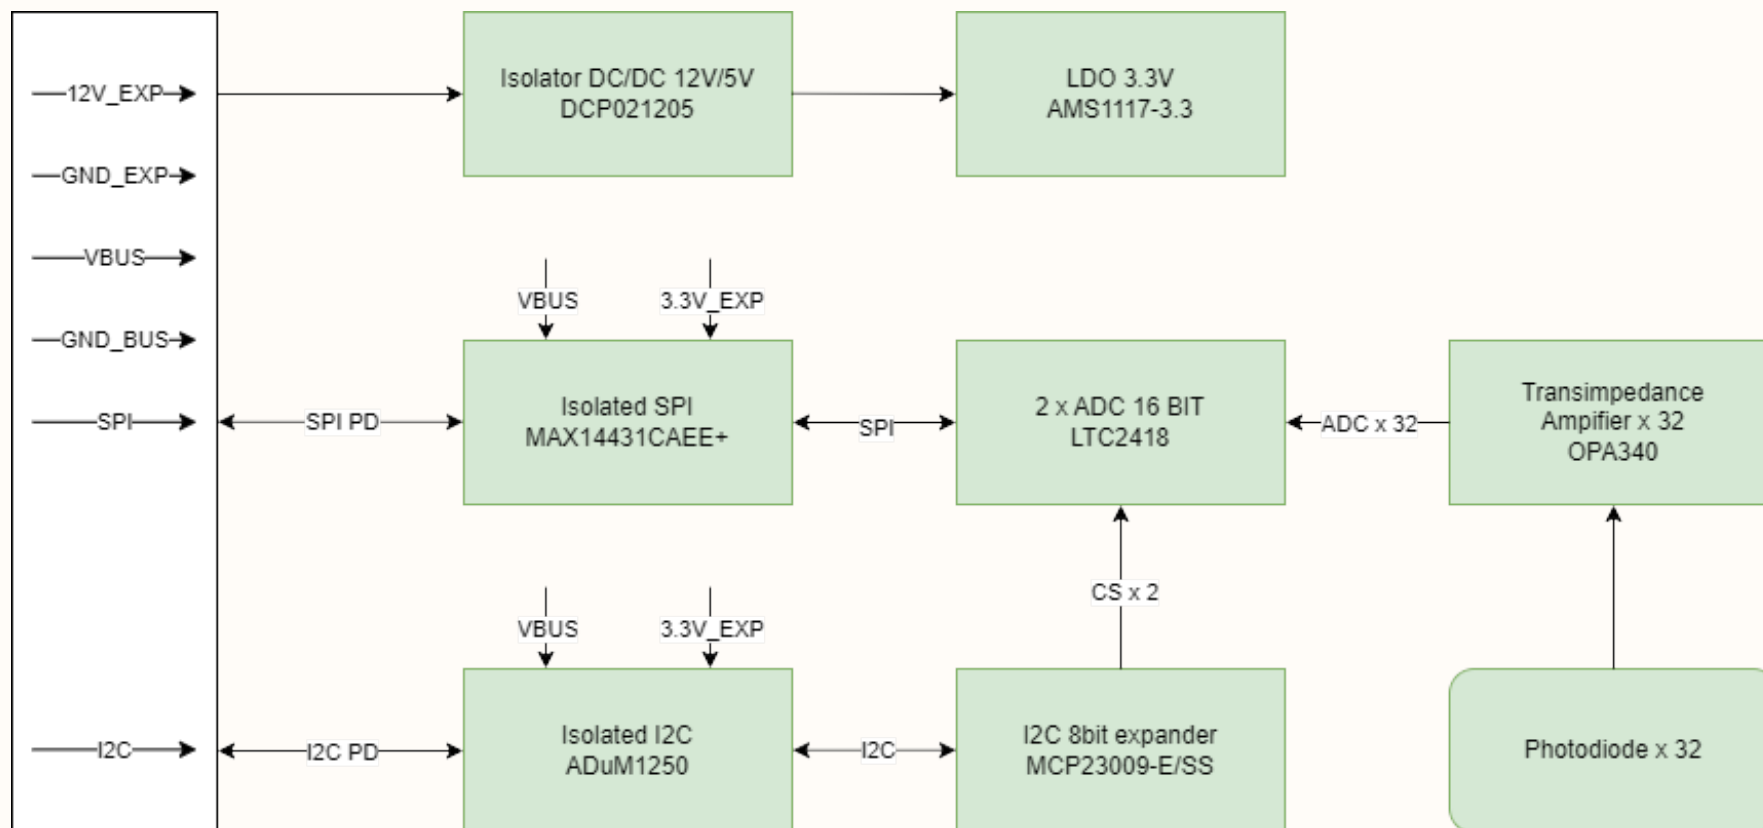 12V_EXP
GND_EXP
VBUS
GND_BUS
SPI
I2C
Isolator DC/DC 12V/5V
DCP021205
LDO 3.3V
AMS1117-3.3
VBUS
3.3V_EXP
SPI PD
Isolated SPI
MAX14431CAEE+
SPI
2 x ADC 16 BIT
LTC2418
ADC x 32
Transimpedance
Ampifier x 32
OPA340
CS x 2
VBUS
3.3V_EXP
I2C PD
Isolated I2C
ADuM1250
I2C
I2C 8bit expander
MCP23009-E/SS
Photodiode x 32